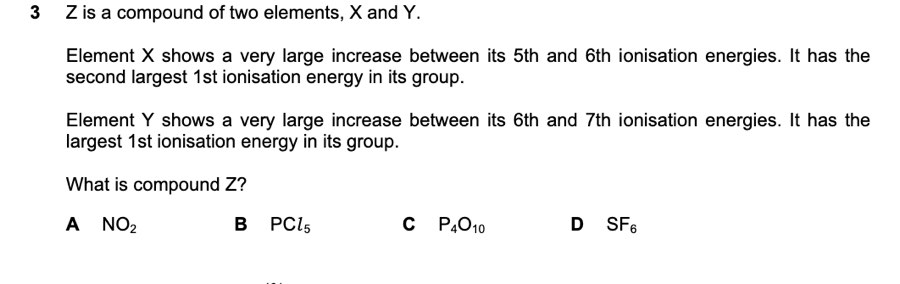 3 Z is a compound of two elements, X and Y.
Element X shows a very large increase between its 5th and 6th ionisation energies. It has the
second largest 1st ionisation energy in its group.
Element Y shows a very large increase between its 6th and 7th ionisation energies. It has the
largest 1st ionisation energy in its group.
What is compound Z?
A NO₂ B PCl₅ C P₄O₁₀ D SF₆